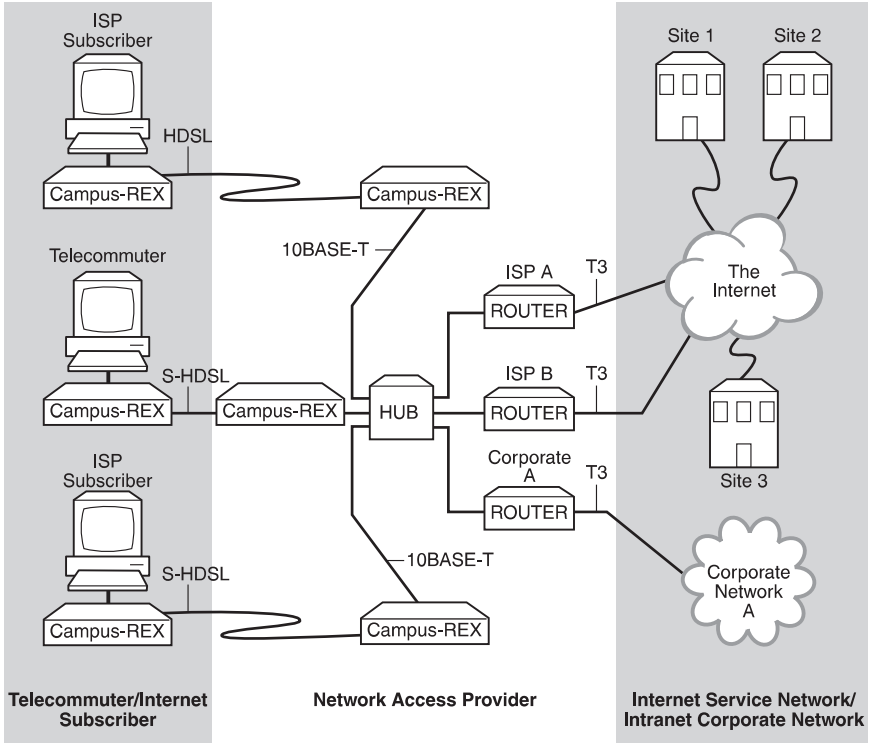 ISP
Subscriber
HDSL
Campus-REX
Campus-REX
10BASE-T
Telecommuter
S-HDSL
Campus-REX
Campus-REX
HUB
ISP
Subscriber
S-HDSL
Campus-REX
10BASE-T
Campus-REX
ISP A
ROUTER
T3
ISP B
ROUTER
T3
Corporate
A
ROUTER
T3
Site 1
Site 2
The
Internet
Site 3
Corporate
Network
A
Telecommuter/Internet
Subscriber
Network Access Provider
Internet Service Network/
Intranet Corporate Network